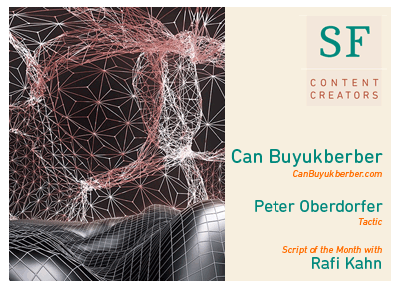 SF
CONTENT
CREATORS
Can Buyukberber
CanBuyukberber.com
Peter Oberdorfer
Tactic
Script of the Month with
Rafi Kahn